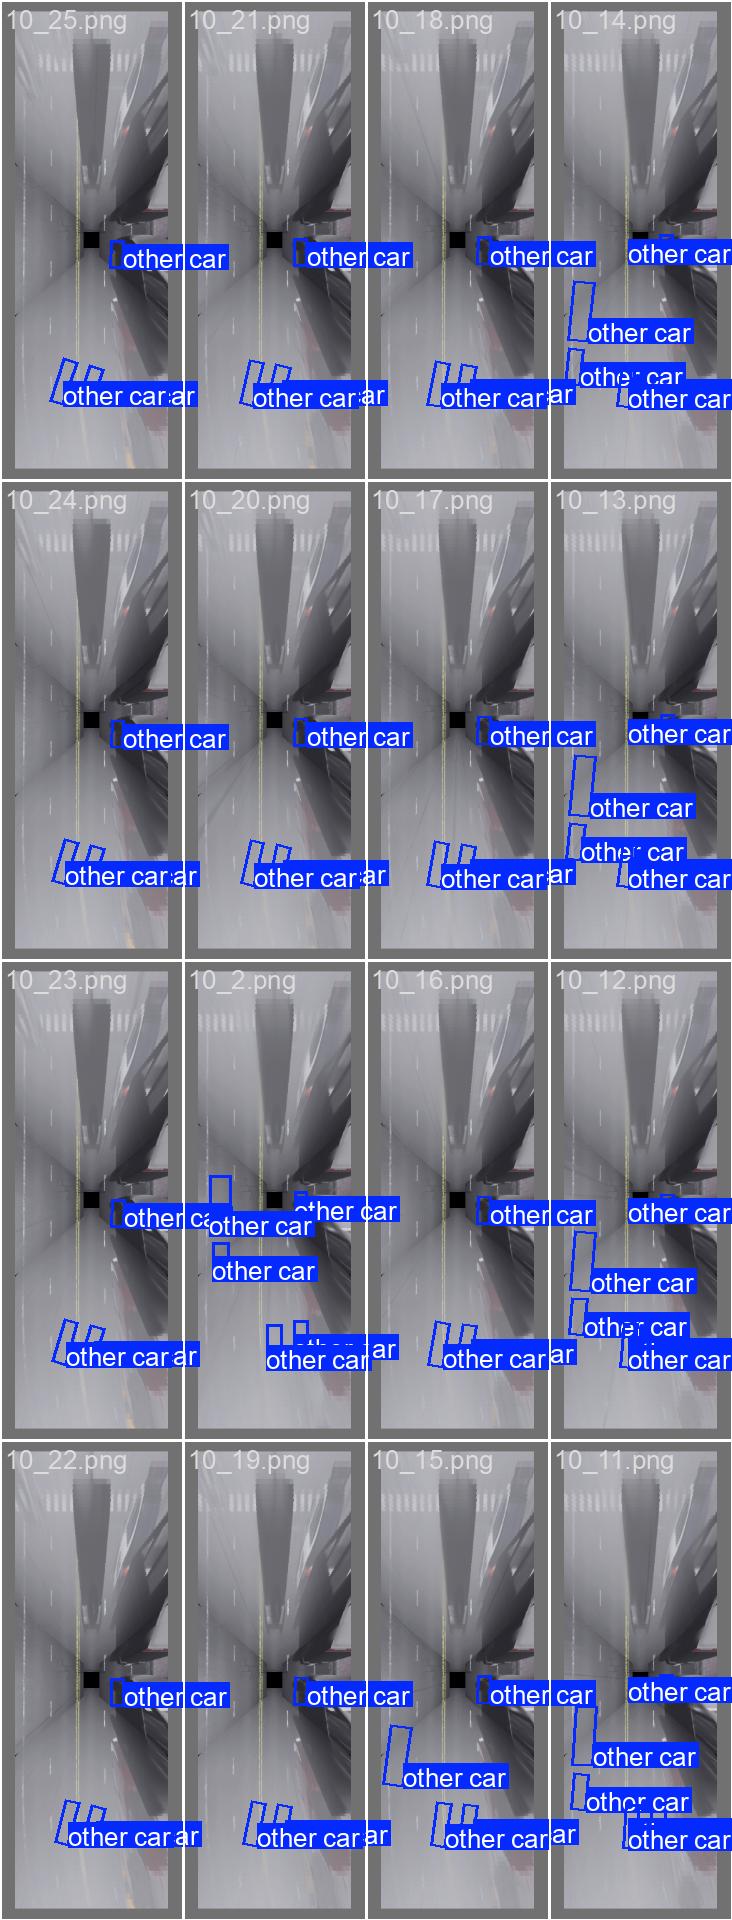 10_25.png
10_21.png
10_18.png
10_14.png
other car
other car
other car
other car
other car
other car
other car
ar
other car
ar
other car
ar
other car
10_24.png
10_20.png
10_17.png
10_13.png
other car
other car
other car
other car
other car
other car
other car
ar
other car
ar
other car
ar
other car
10_23.png
10_2.png
10_16.png
10_12.png
other ca
other car
other car
other car
other car
other car
other car
other car
other car
ar
other car
ar
other car
ar
other car
10_22.png
10_19.png
10_15.png
10_11.png
other car
other car
other car
other car
other car
other car
other car
other car
ar
other car
ar
other car
ar
other car